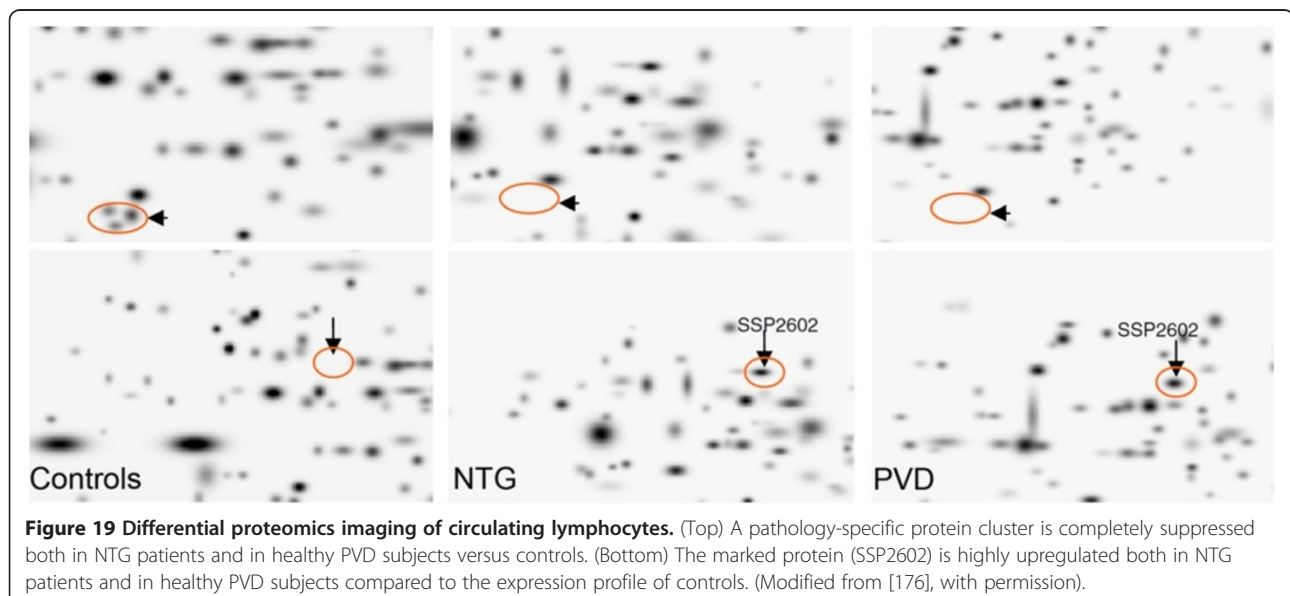 SSP2602
SSP2602
Controls
NTG
PVD
Figure 19 Differential proteomics imaging of circulating lymphocytes. (Top) A pathology-specific protein cluster is completely suppressed
both in NTG patients and in healthy PVD subjects versus controls. (Bottom) The marked protein (SSP2602) is highly upregulated both in NTG
patients and in healthy PVD subjects compared to the expression profile of controls. (Modified from [176], with permission).